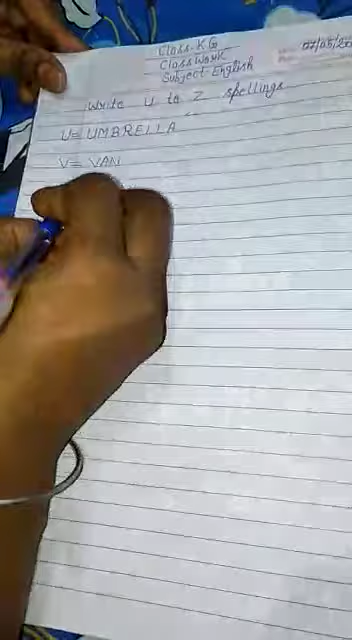 Class-KG
Classwork
Subject English
Write U to Z spellings
U= UMBRELLA
V= VAN